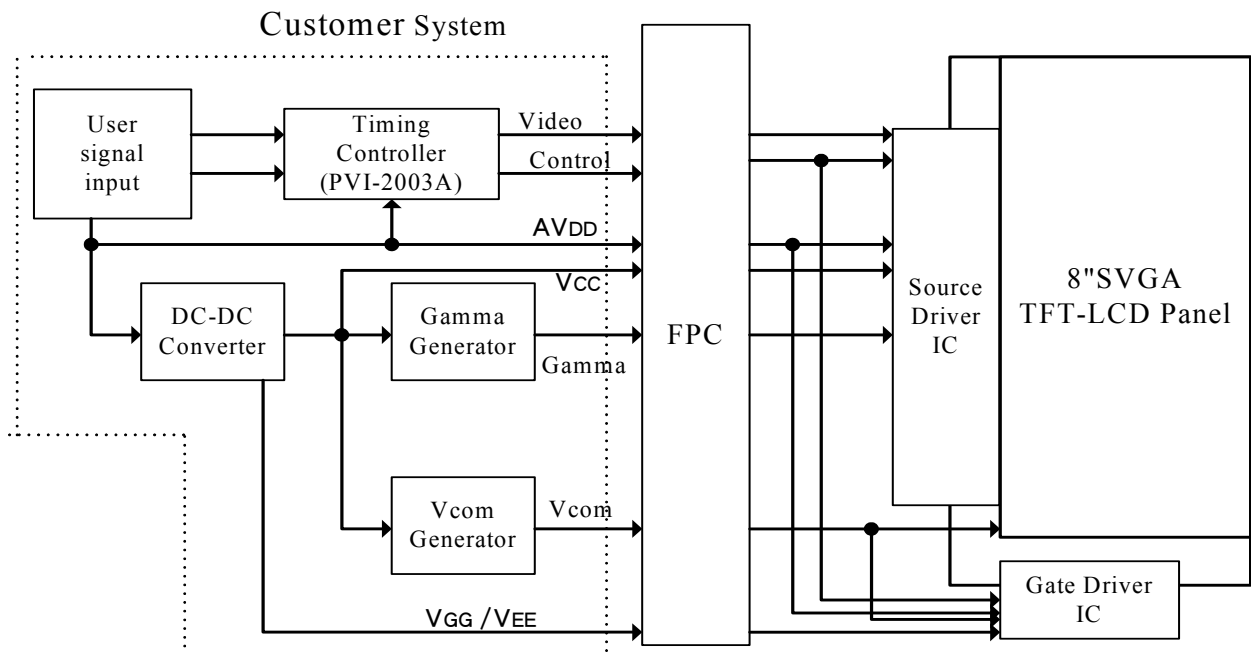 Customer System
User
signal
input
Timing
Controller
(PVI-2003A)
Video
Control
AVDD
VCC
DC-DC
Converter
Gamma
Generator
Gamma
Vcom
Generator
Vcom
VGG /VEE
FPC
Source
Driver
IC
8"SVGA
TFT-LCD Panel
Gate Driver
IC